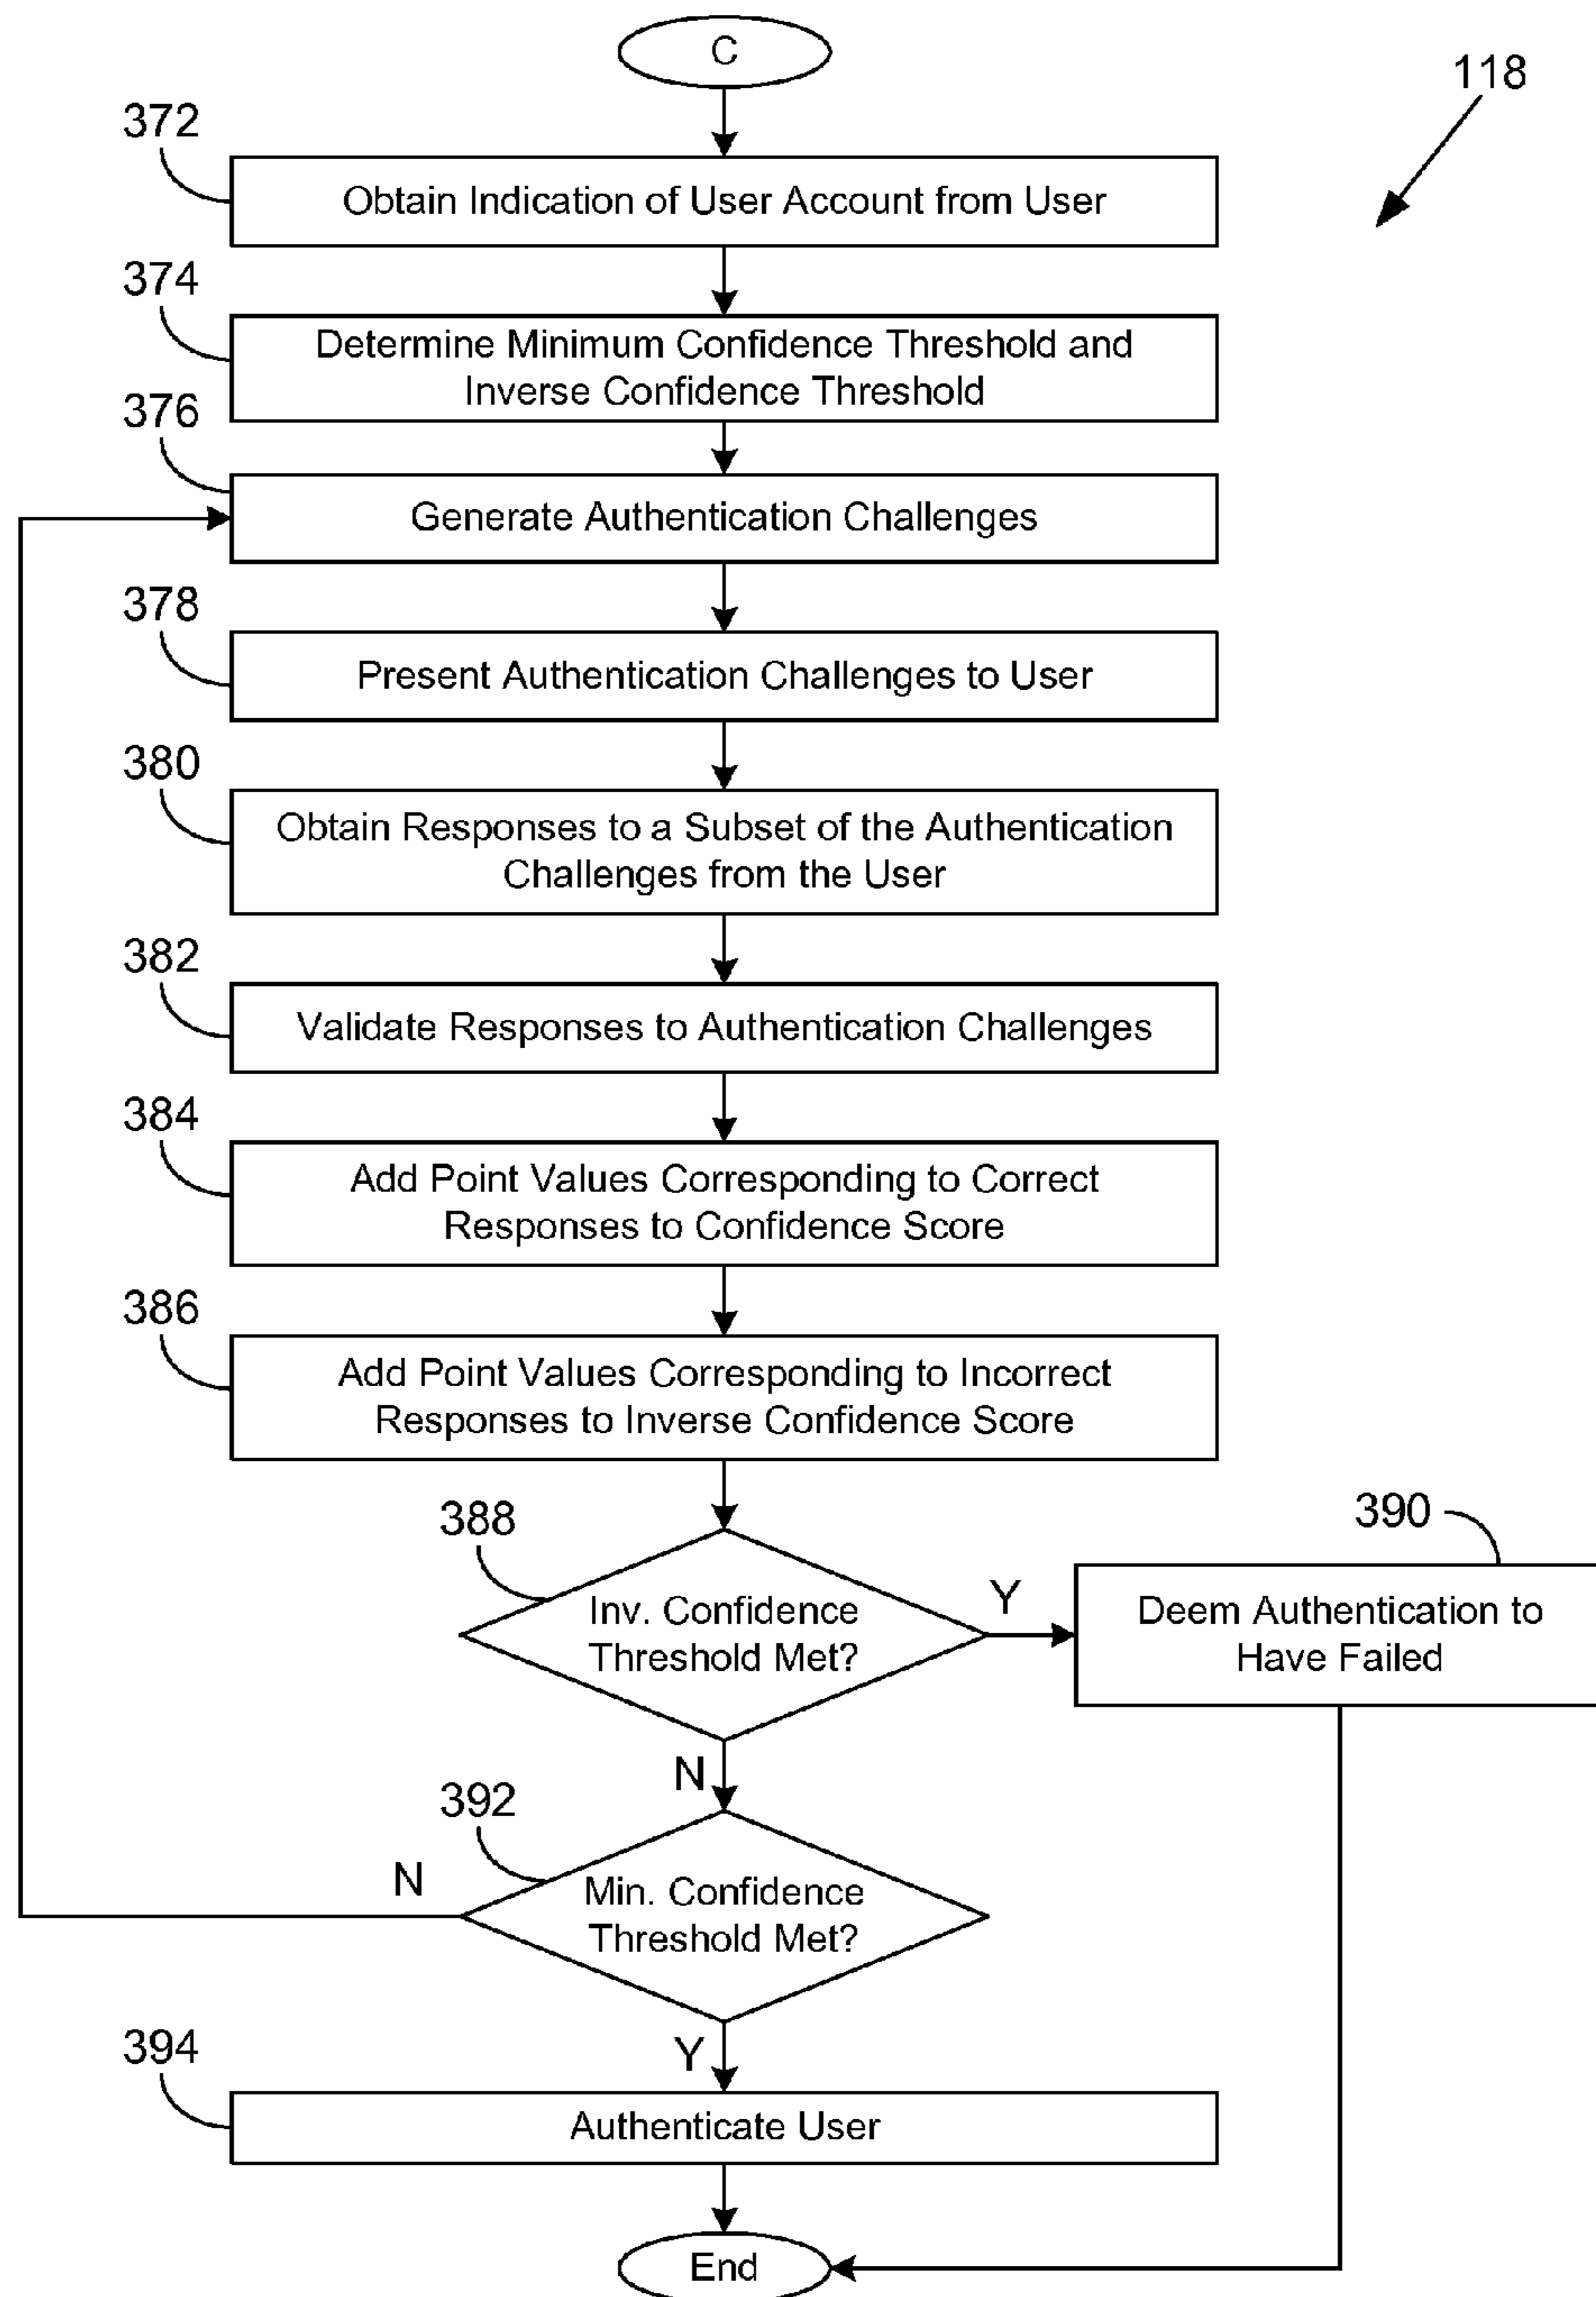 C
118
372
Obtain Indication of User Account from User
374
Determine Minimum Confidence Threshold and
Inverse Confidence Threshold
376
Generate Authentication Challenges
378
Present Authentication Challenges to User
380
Obtain Responses to a Subset of the Authentication
Challenges from the User
382
Validate Responses to Authentication Challenges
384
Add Point Values Corresponding to Correct
Responses to Confidence Score
386
Add Point Values Corresponding to Incorrect
Responses to Inverse Confidence Score
388
Inv. Confidence
Threshold Met?
Y
390
Deem Authentication to
Have Failed
N
392
Min. Confidence
Threshold Met?
N
Y
394
Authenticate User
End